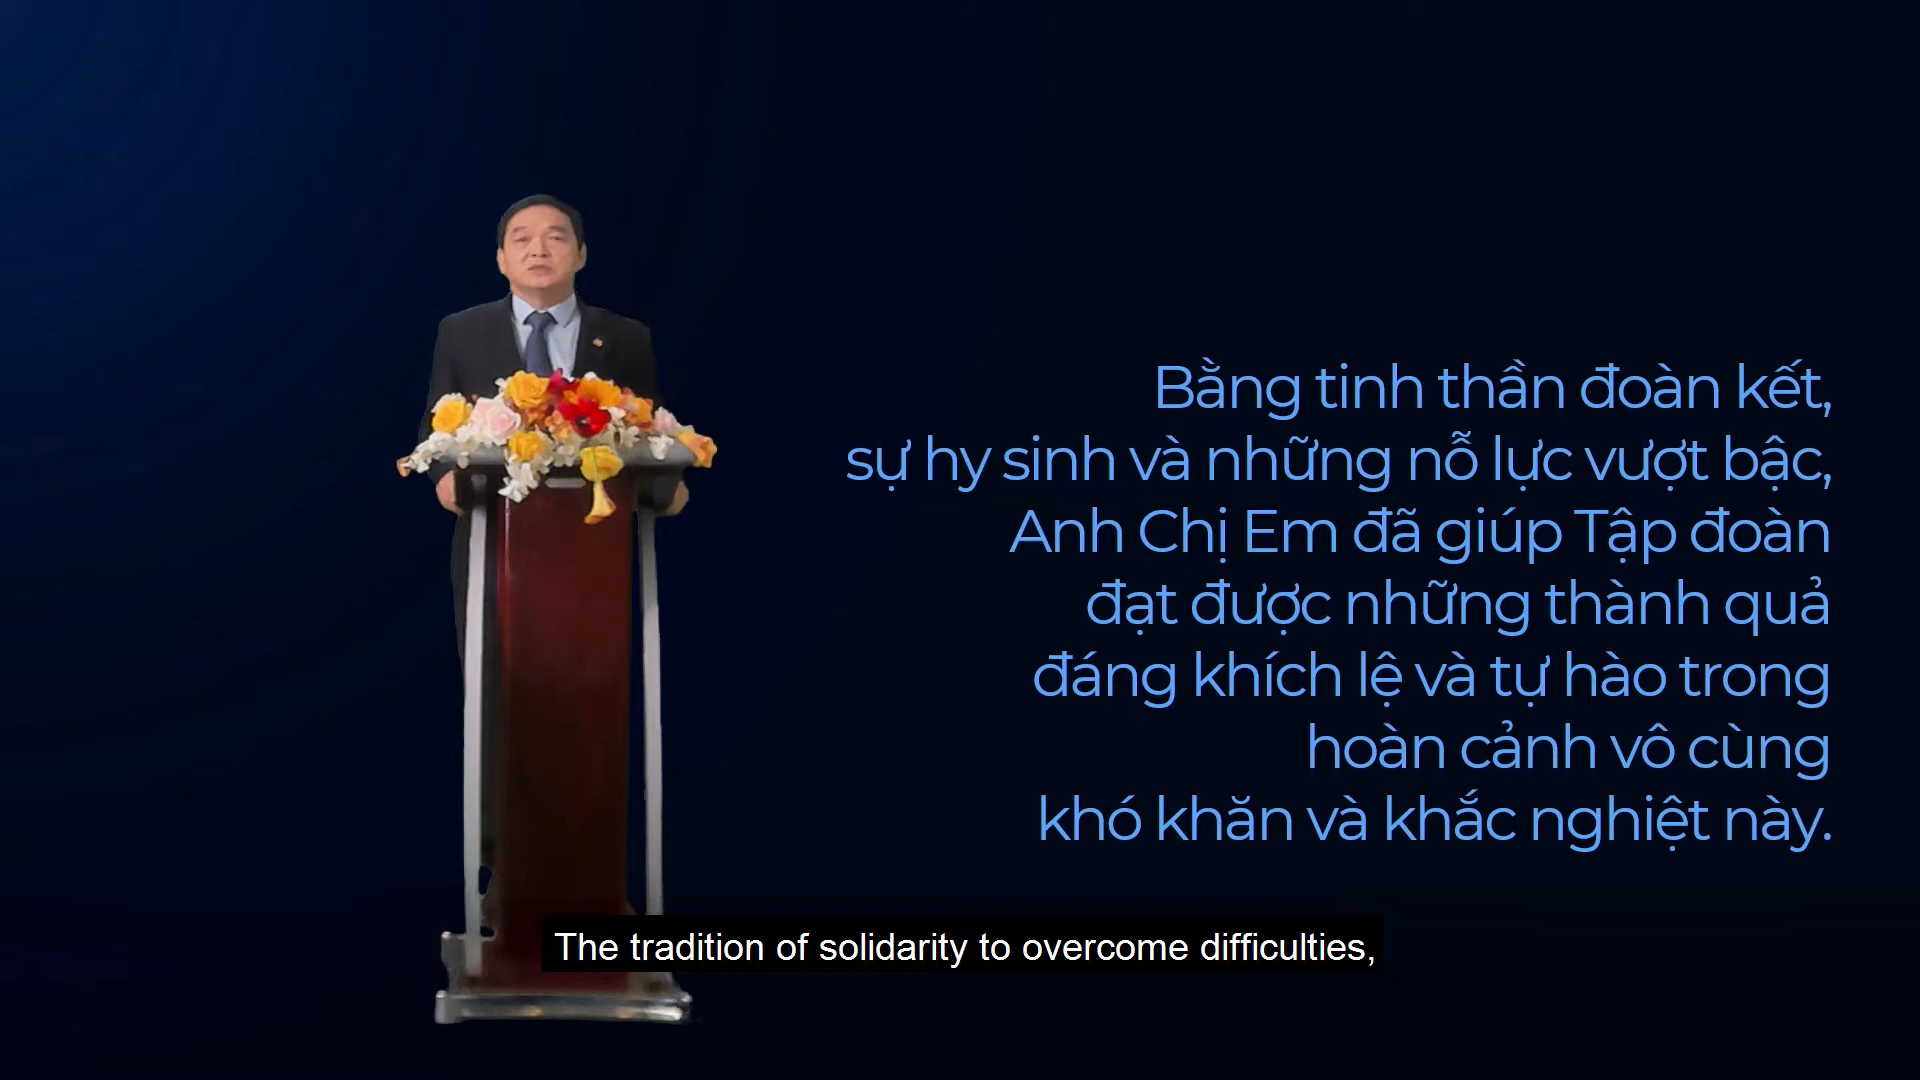 Bằng tinh thần đoàn kết,
sự hy sinh và những nỗ lực vượt bậc,
Anh Chị Em đã giúp Tập đoàn
đạt được những thành quả
đáng khích lệ và tự hào trong
hoàn cảnh vô cùng
khó khăn và khắc nghiệt này.
The tradition of solidarity to overcome difficulties,